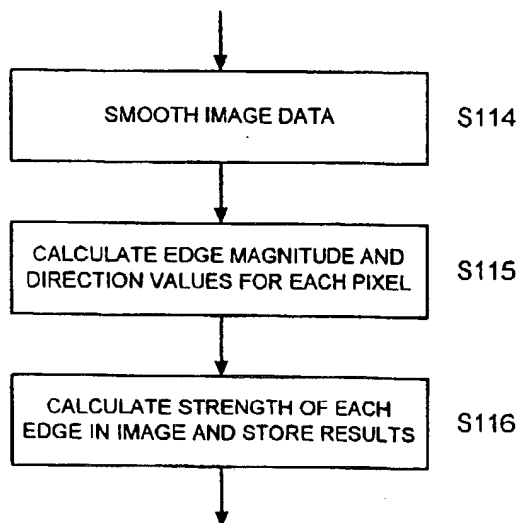 SMOOTH IMAGE DATA
S114
CALCULATE EDGE MAGNITUDE AND
DIRECTION VALUES FOR EACH PIXEL
S115
CALCULATE STRENGTH OF EACH
EDGE IN IMAGE AND STORE RESULTS
S116